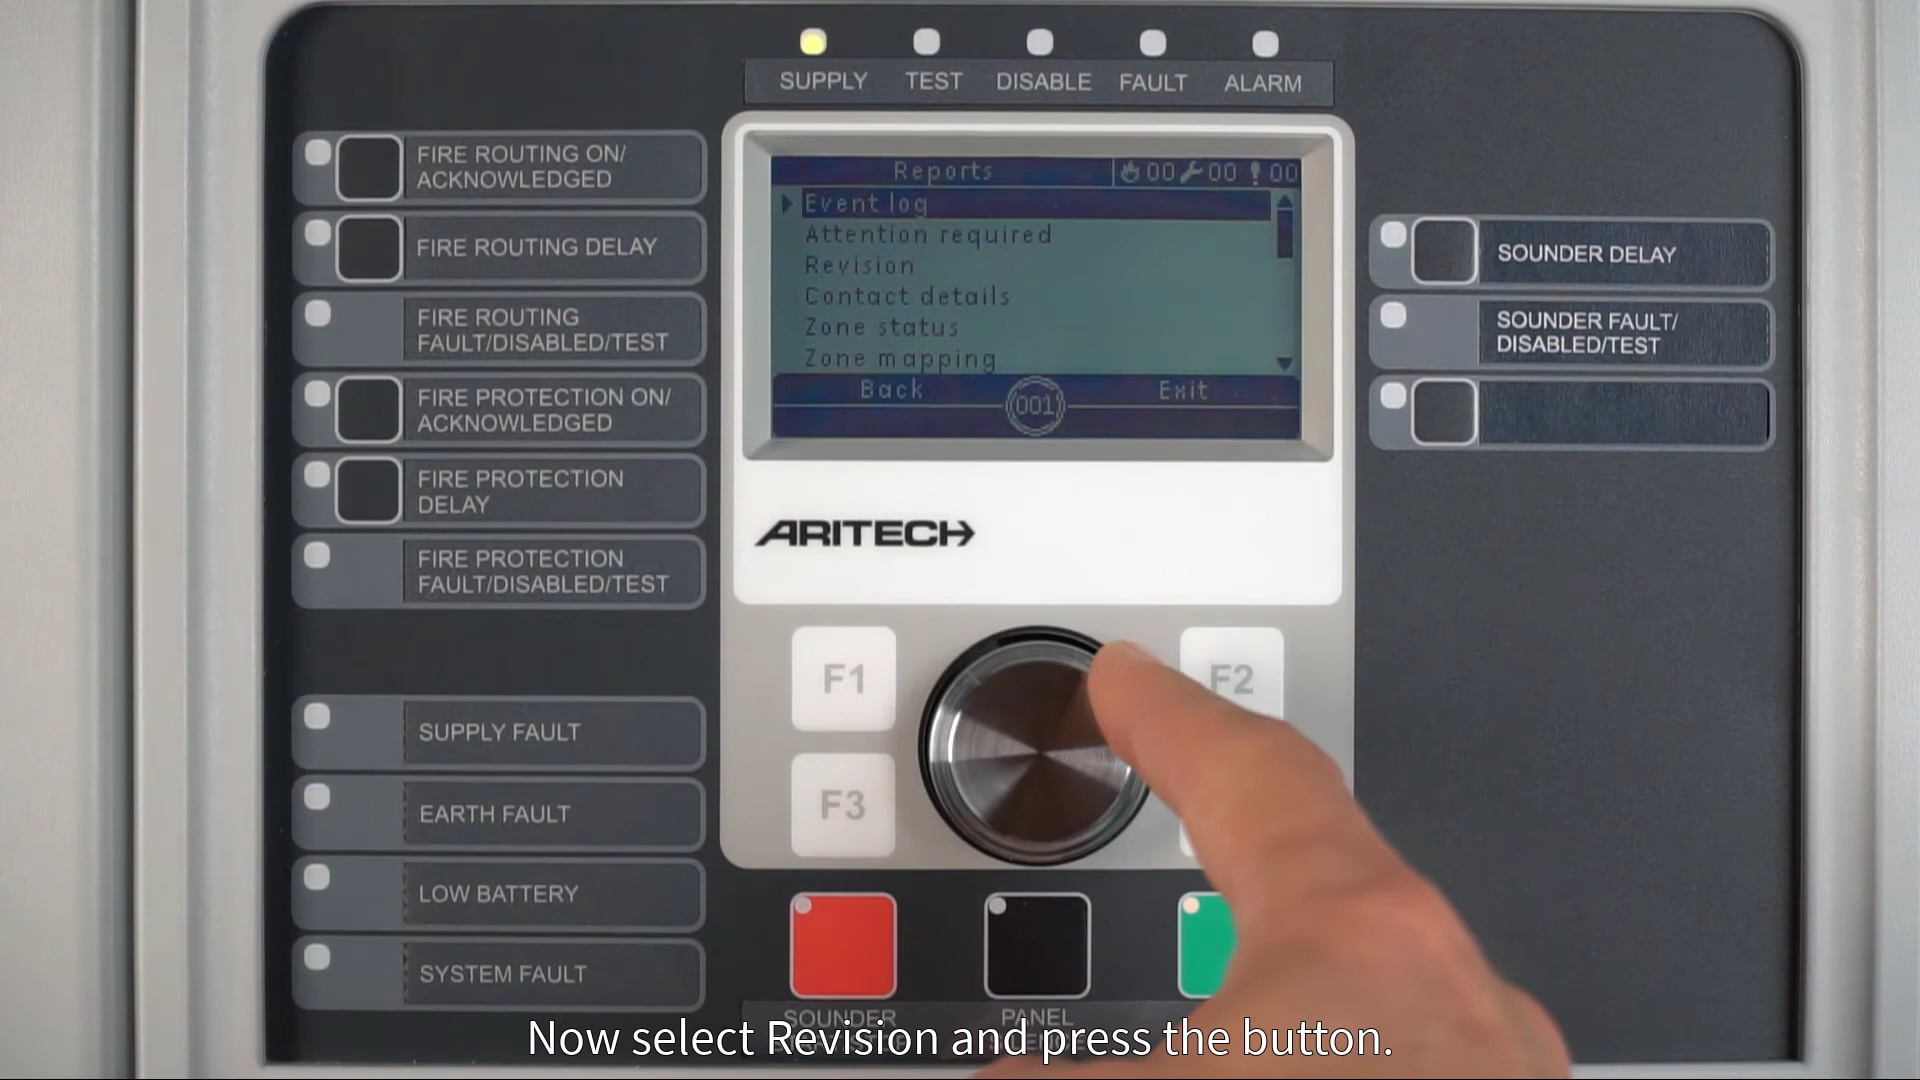 SUPPLY TEST DISABLE FAULT ALARM
FIRE ROUTING ON/
ACKNOWLEDGED
FIRE ROUTING DELAY
FIRE ROUTING
FAULT/DISABLED/TEST
FIRE PROTECTION ON/
ACKNOWLEDGED
FIRE PROTECTION
DELAY
FIRE PROTECTION
FAULT/DISABLED/TEST
SUPPLY FAULT
EARTH FAULT
LOW BATTERY
SYSTEM FAULT
Reports 00 00 00
Event log
Attention required
Revision
Contact details
Zone status
Zone mapping
Back 001 Exit
ARITECH
F1 F2
F3
SOUNDER DELAY
SOUNDER FAULT/
DISABLED/TEST
SOUNDER PANEL
Now select Revision and press the button.